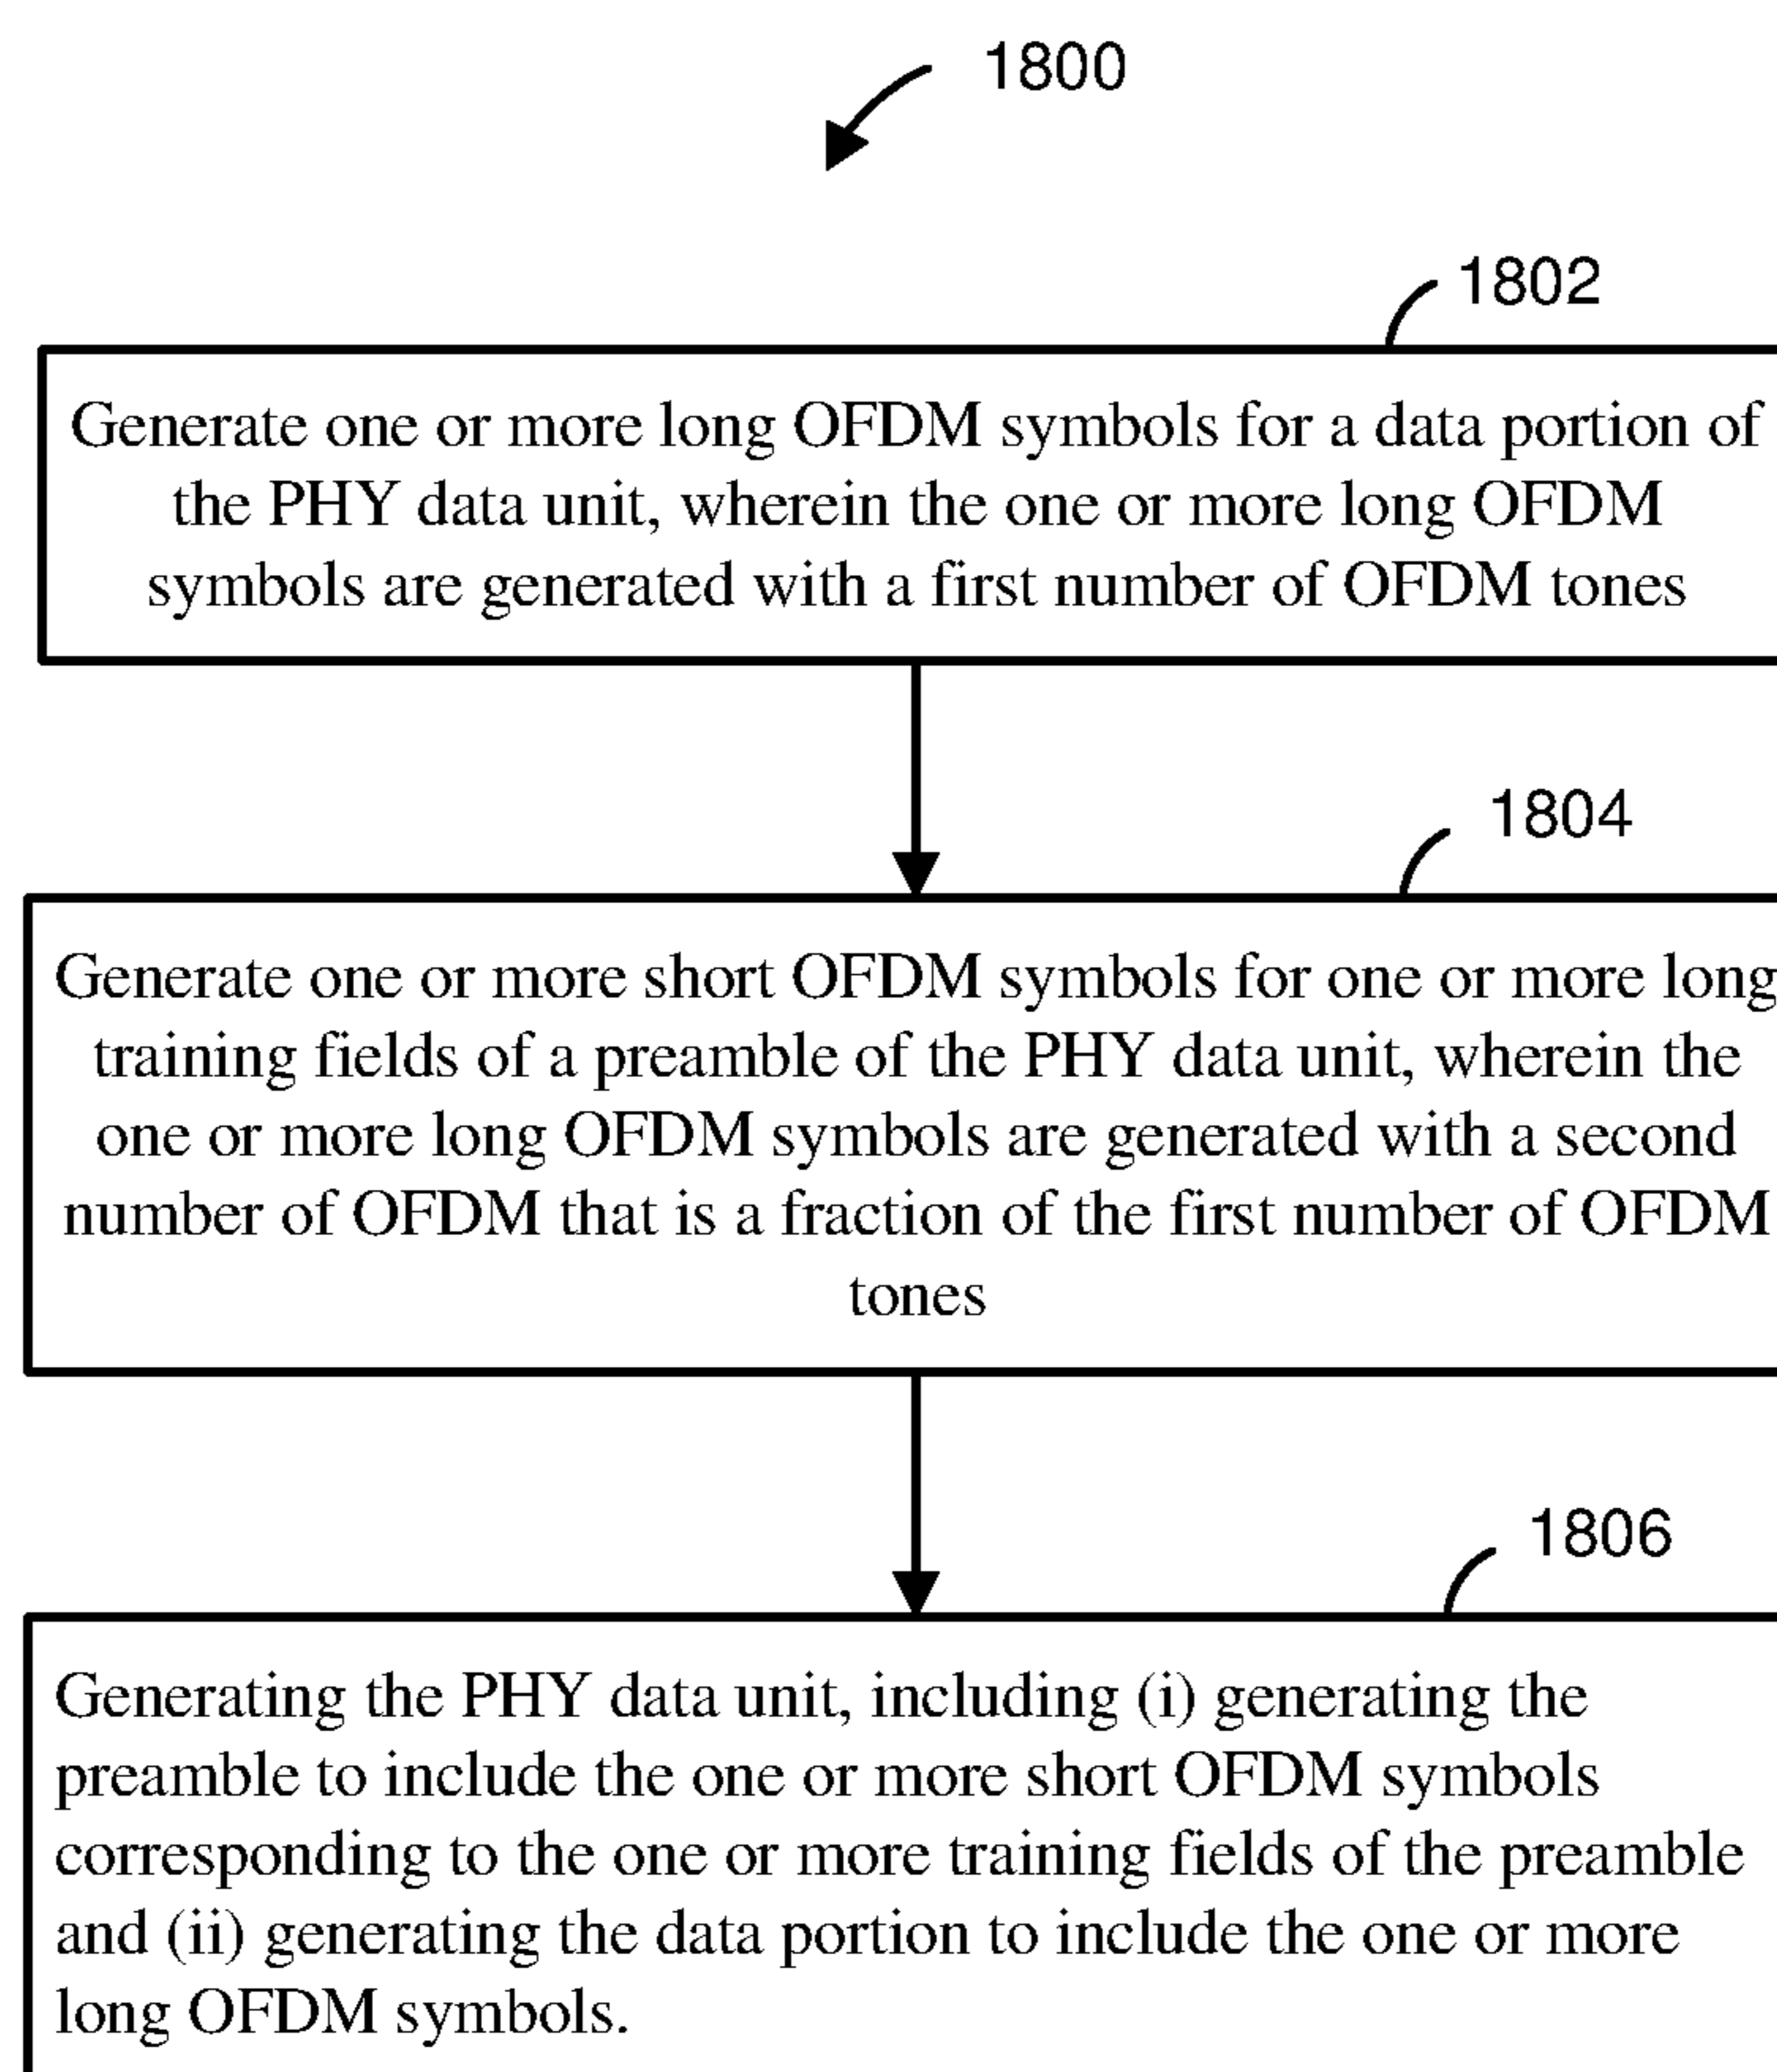 1800
1802
Generate one or more long OFDM symbols for a data portion of
the PHY data unit, wherein the one or more long OFDM
symbols are generated with a first number of OFDM tones
1804
Generate one or more short OFDM symbols for one or more long
training fields of a preamble of the PHY data unit, wherein the
one or more long OFDM symbols are generated with a second
number of OFDM that is a fraction of the first number of OFDM
tones
1806
Generating the PHY data unit, including (i) generating the
preamble to include the one or more short OFDM symbols
corresponding to the one or more training fields of the preamble
and (ii) generating the data portion to include the one or more
long OFDM symbols.